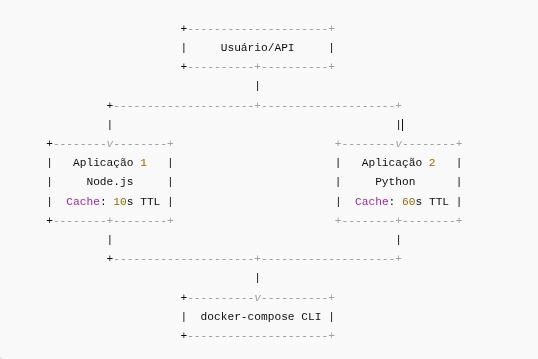 Usuário/API
Aplicação 1 Aplicação 2
Node.js Python
Cache: 10s TTL Cache: 60s TTL
v
docker-compose CLI